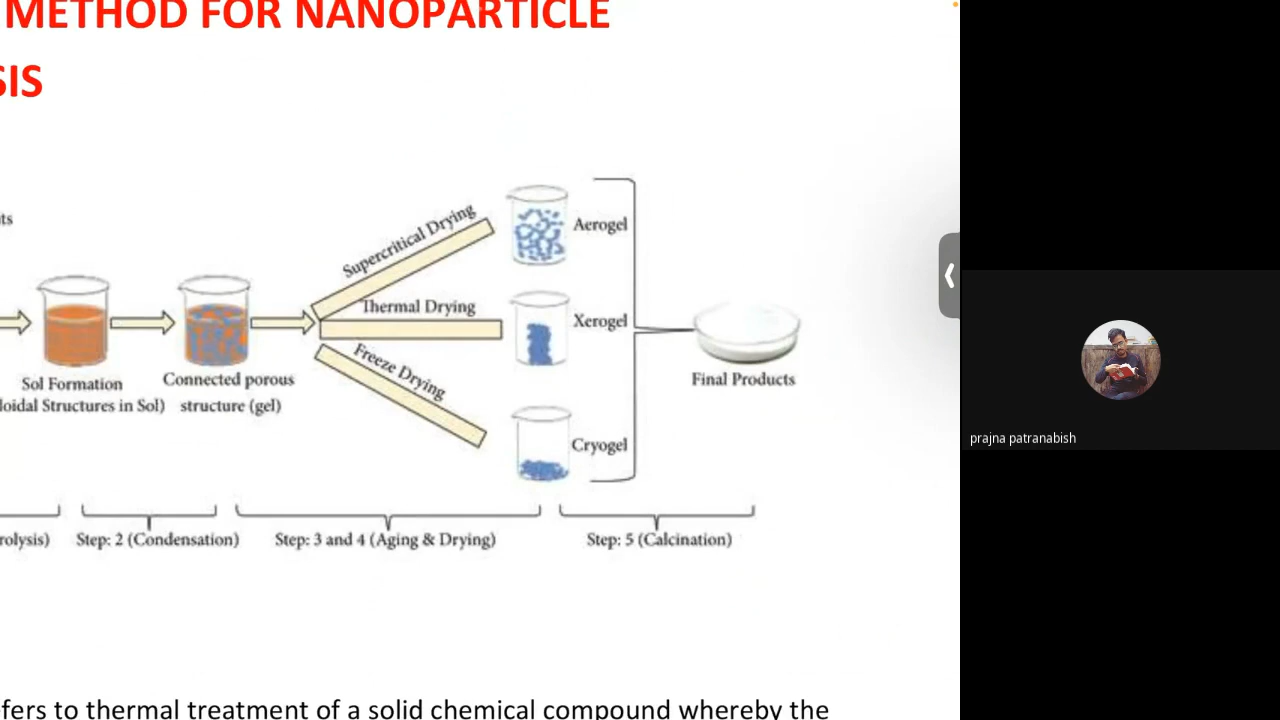 METHOD FOR NANOPARTICLE
SIS
ts
Supercritical Drying
Aerogel
Thermal Drying
Xerogel
Freeze Drying
Cryogel
Sol Formation
loidal Structures in Sol)
Connected porous
structure (gel)
Final Products
rolysis)
Step: 2 (Condensation)
Step: 3 and 4 (Aging & Drying)
Step: 5 (Calcination)
fers to thermal treatment of a solid chemical compound whereby the
prajna patranabish